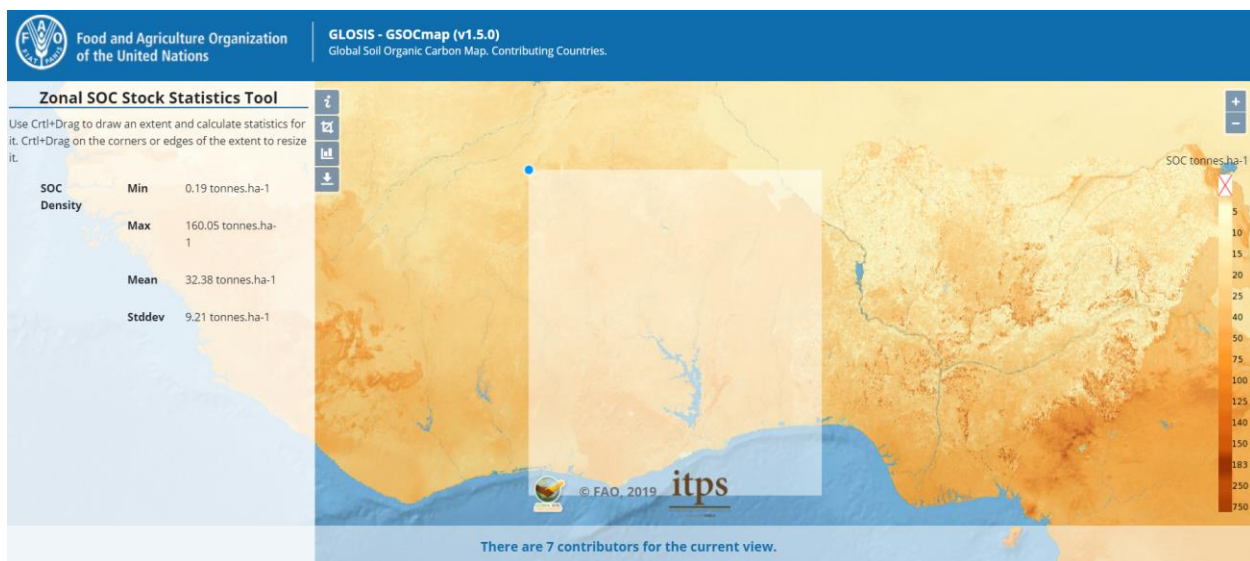 Food and Agriculture Organization
of the United Nations
GLOSIS - GSOCmap (v1.5.0)
Global Soil Organic Carbon Map. Contributing Countries.
Zonal SOC Stock Statistics Tool
Use Crtl+Drag to draw an extent and calculate statistics for
it. Crtl+Drag on the corners or edges of the extent to resize
it.
SOC
Density
Min 0.19 tonnes.ha-1
Max 160.05 tonnes.ha-
1
Mean 32.38 tonnes.ha-1
Stddev 9.21 tonnes.ha-1
i
+
−
SOC tonnes.ha-1
5
10
15
20
25
40
50
75
100
125
140
150
183
250
750
© FAO, 2019
itps
There are 7 contributors for the current view.